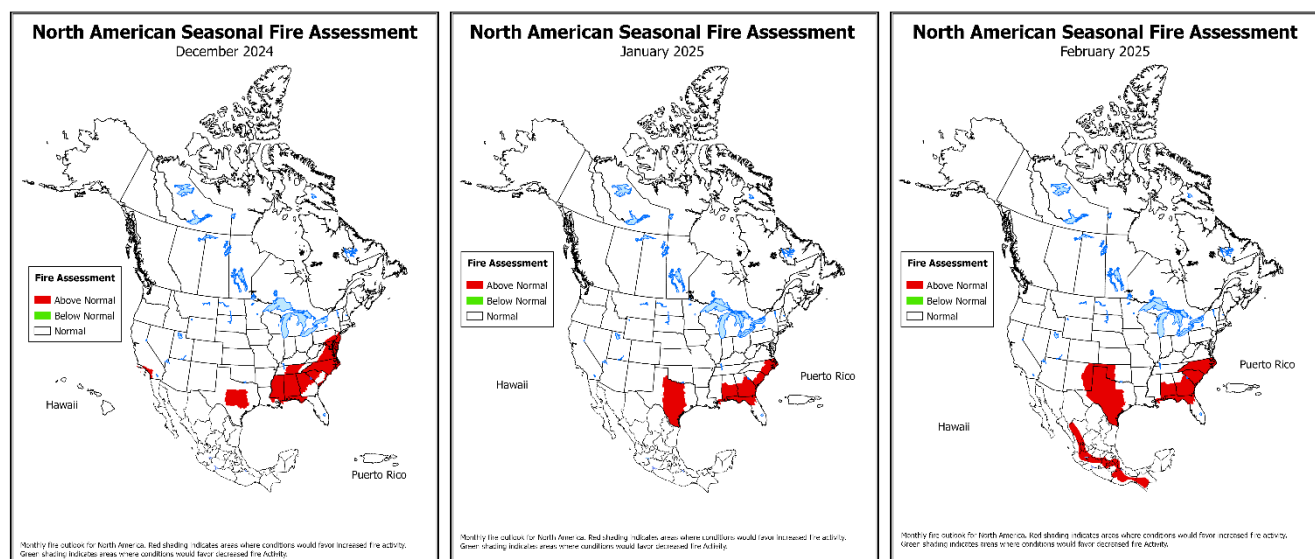 North American Seasonal Fire Assessment
December 2024
Fire Assessment
Above Normal
Below Normal
Normal
Hawaii
Puerto Rico
Monthly fire outlook for North America. Red shading indicates areas where conditions would favor increased fire activity.
Green shading indicates areas where conditions would favor decreased fire Activity.
North American Seasonal Fire Assessment
January 2025
Fire Assessment
Above Normal
Below Normal
Normal
Hawaii
Puerto Rico
Monthly fire outlook for North America. Red shading indicates areas where conditions would favor increased fire activity.
Green shading indicates areas where conditions would favor decreased fire Activity.
North American Seasonal Fire Assessment
February 2025
Fire Assessment
Above Normal
Below Normal
Normal
Hawaii
Puerto Rico
Monthly fire outlook for North America. Red shading indicates areas where conditions would favor increased fire activity.
Green shading indicates areas where conditions would favor decreased fire Activity.